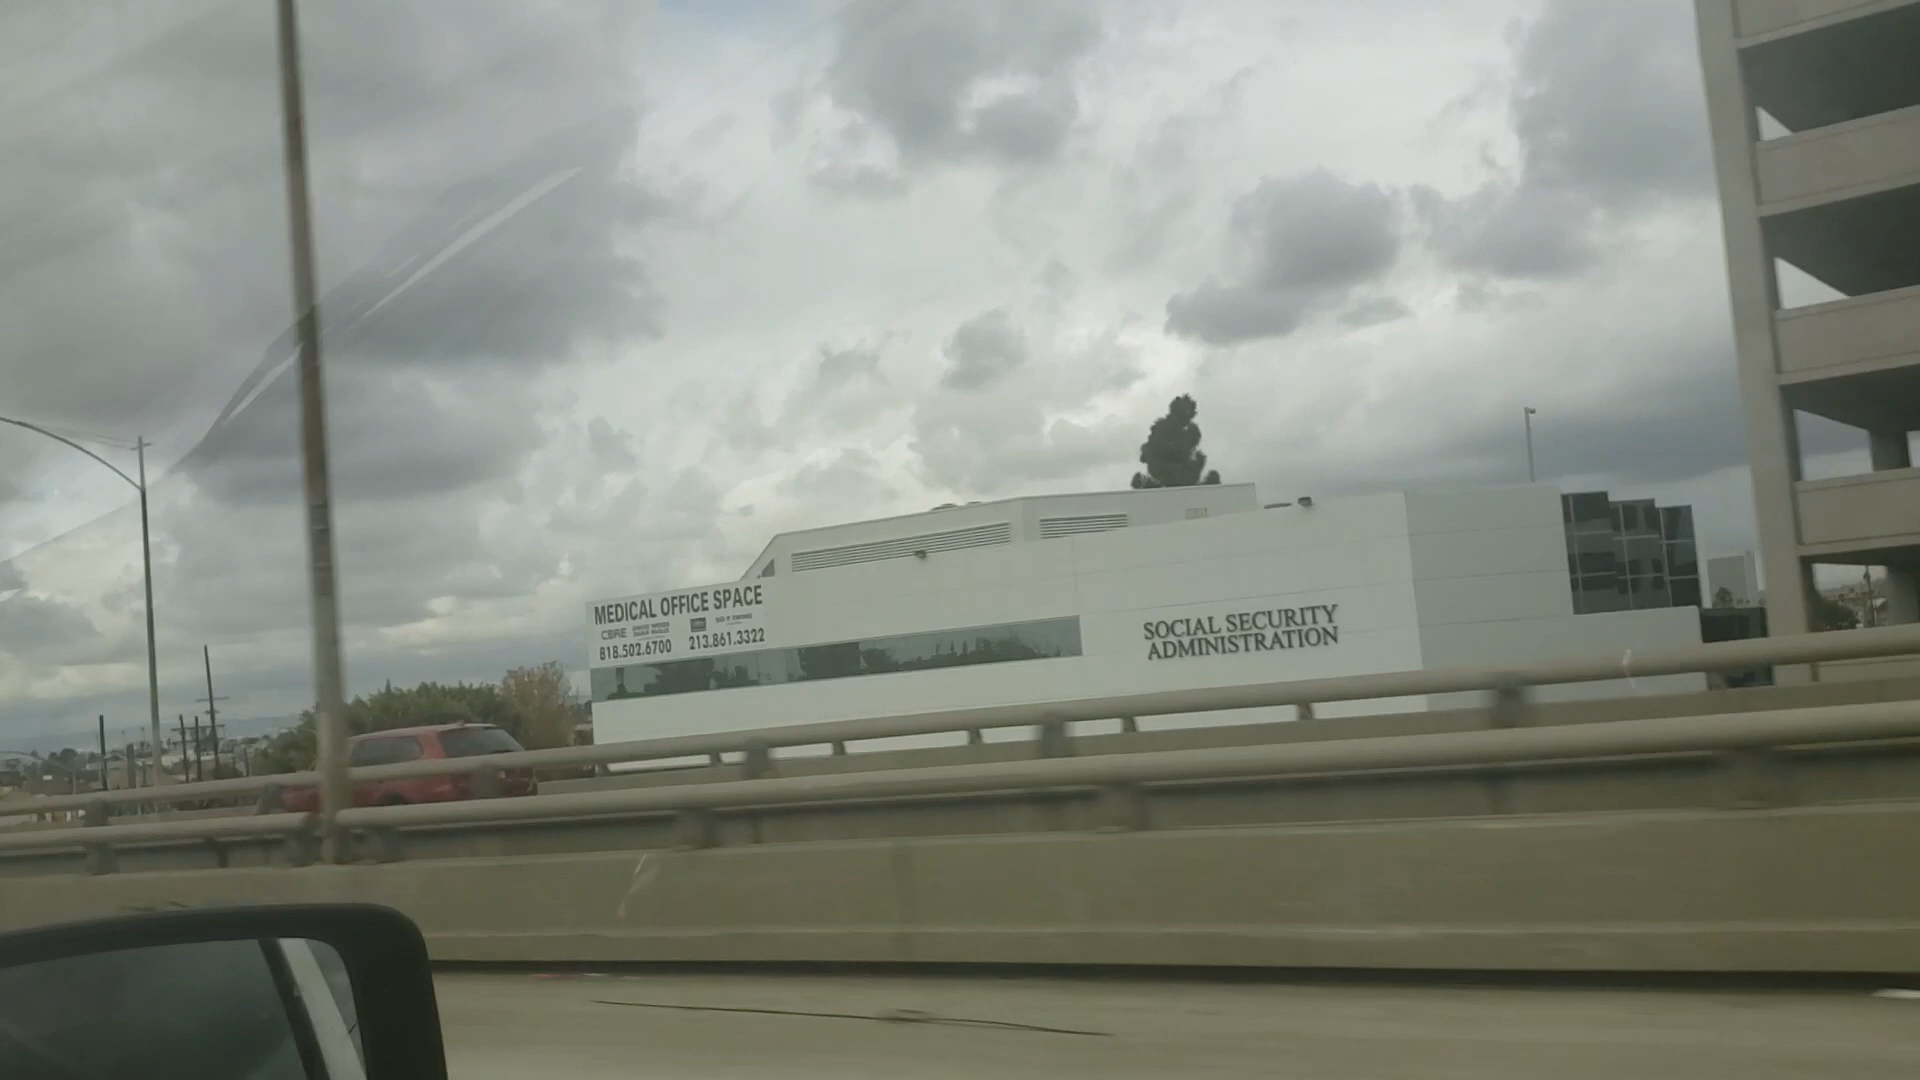 MEDICAL OFFICE SPACE
CBRE
818.502.6700 213.861.3322
SOCIAL SECURITY
ADMINISTRATION